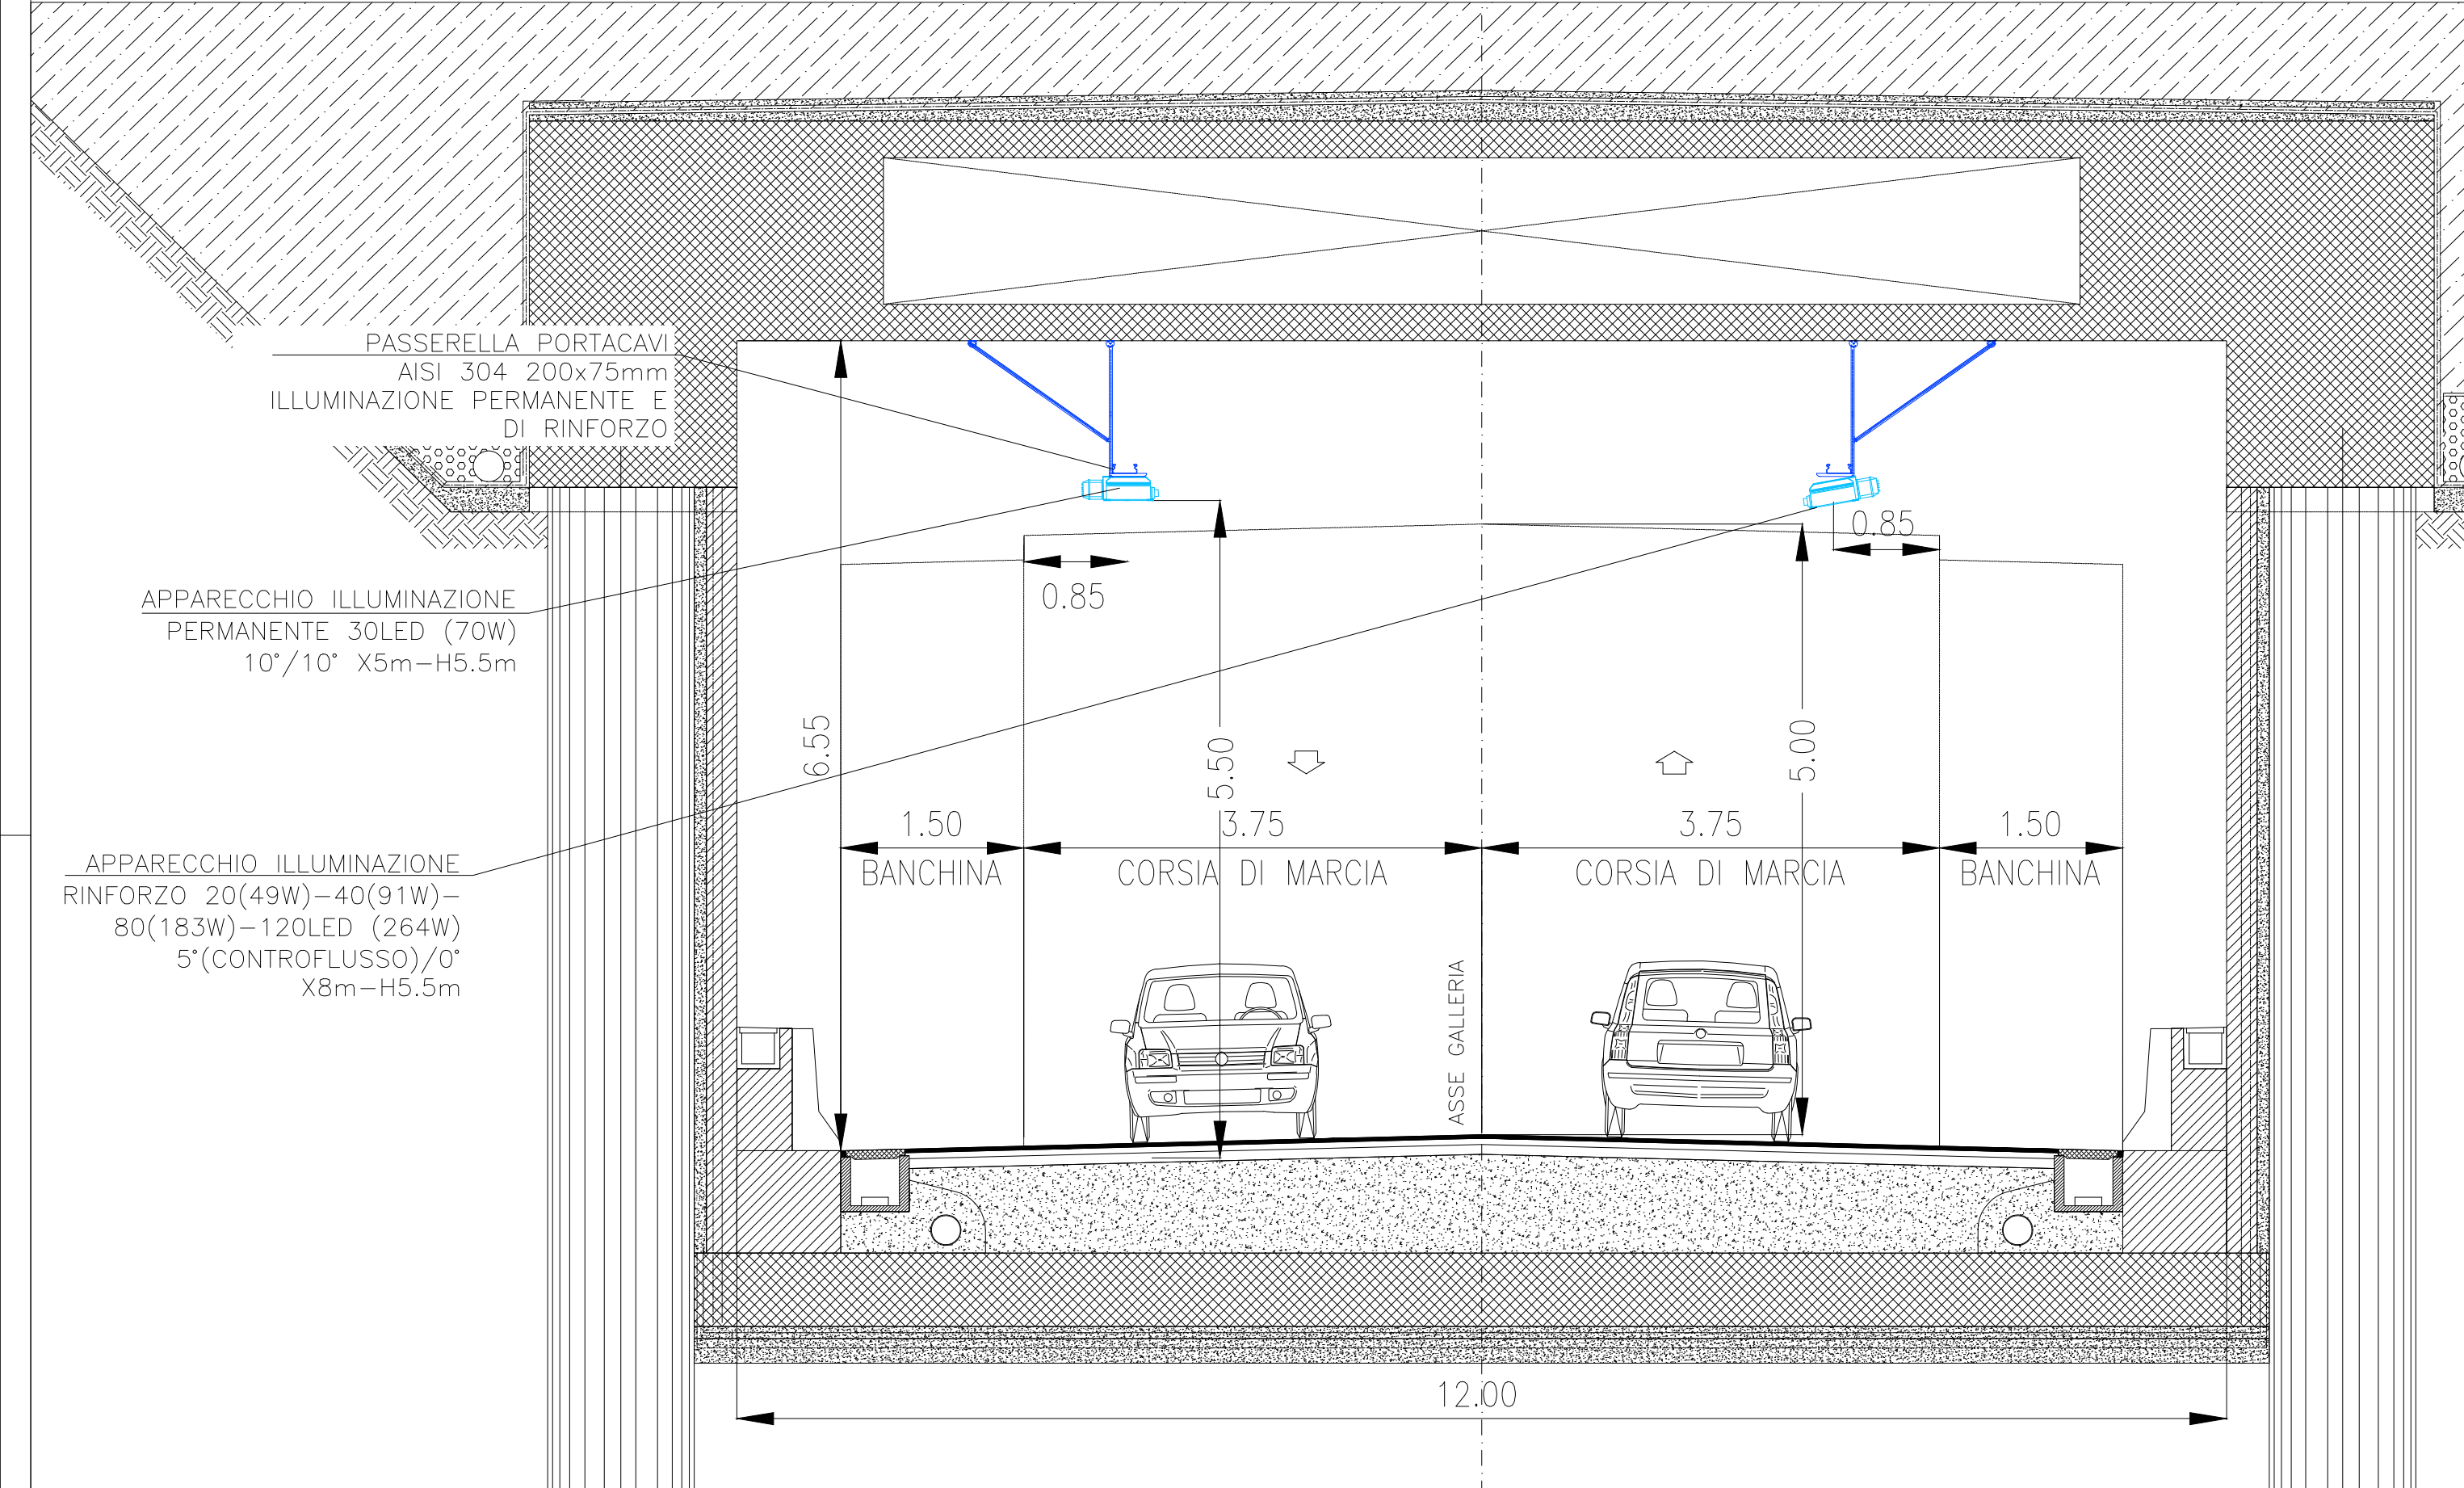 PASSERELLA PORTACAVI
AISI 304 200x75mm
ILLUMINAZIONE PERMANENTE E
DI RINFORZO
0.85
0.85
APPARECCHIO ILLUMINAZIONE
PERMANENTE 30LED (70W)
10°/10° X5m-H5.5m
6.55
5.50
5.00
1.50
3.75
3.75
1.50
BANCHINA
CORSIA DI MARCIA
CORSIA DI MARCIA
BANCHINA
APPARECCHIO ILLUMINAZIONE
RINFORZO 20(49W)-40(91W)-
80(183W)-120LED (264W)
5°(CONTROFLUSSO)/0°
X8m-H5.5m
ASSE GALLERIA
12.00